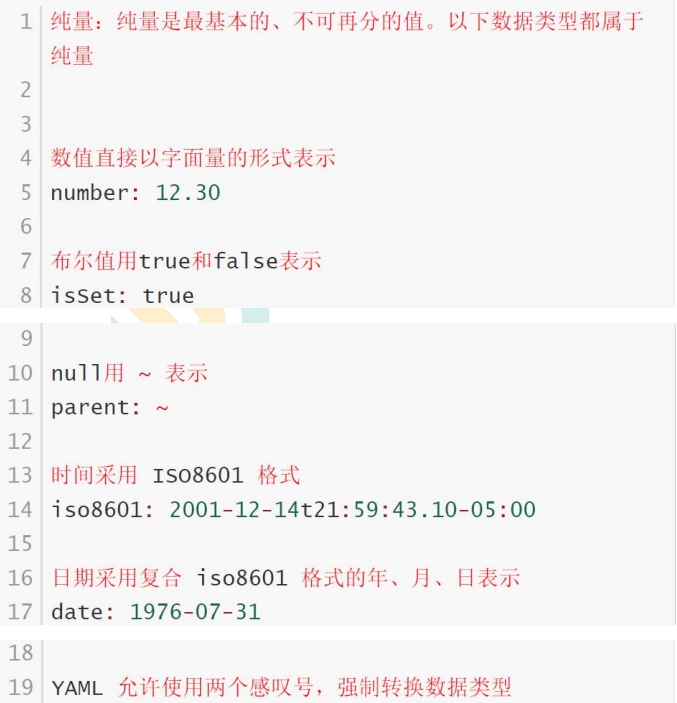 1 纯量：纯量是最基本的、不可再分的值。以下数据类型都属于
纯量
2
3
4 数值直接以字面量的形式表示
5 number: 12.30
6
7 布尔值用true和false表示
8 isSet: true
9
10 null用 ~ 表示
11 parent: ~
12
13 时间采用 ISO8601 格式
14 iso8601: 2001-12-14t21:59:43.10-05:00
15
16 日期采用复合 iso8601 格式的年、月、日表示
17 date: 1976-07-31
18
19 YAML 允许使用两个感叹号，强制转换数据类型